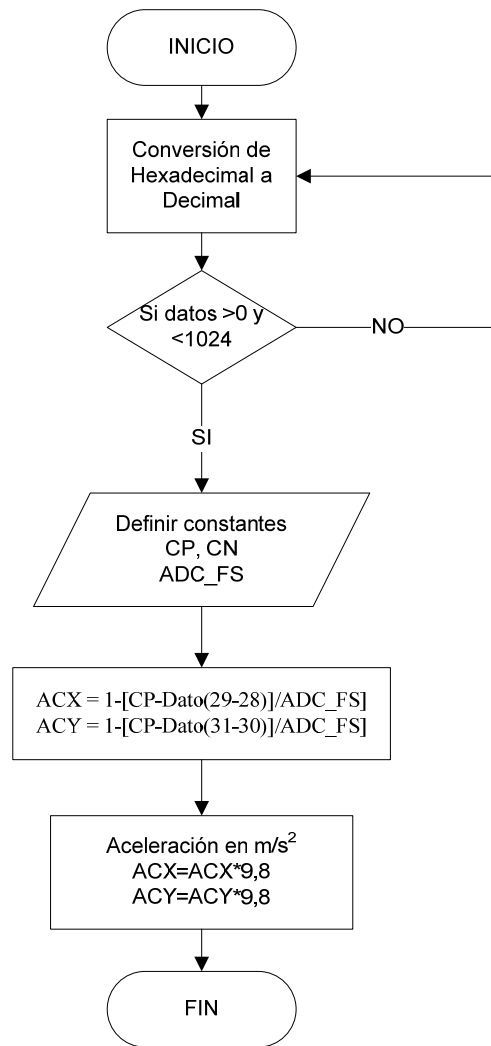 INICIO
Conversión de
Hexadecimal a
Decimal
Si datos >0 y
<1024
NO
SI
Definir constantes
CP, CN
ADC_FS
ACX = 1-[CP-Dato(29-28)]/ADC_FS]
ACY = 1-[CP-Dato(31-30)]/ADC_FS]
Aceleración en m/s²
ACX=ACX*9,8
ACY=ACY*9,8
FIN